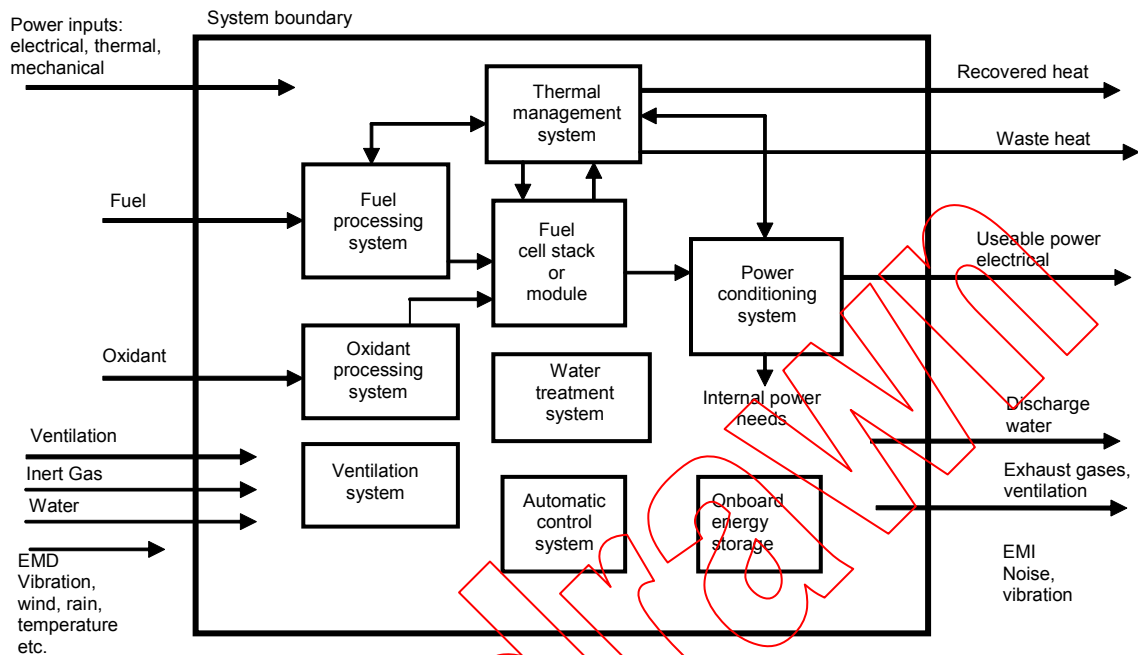 System boundary
Power inputs:
electrical, thermal,
mechanical
Thermal
management
system
Recovered heat
Waste heat
Fuel
Fuel
processing
system
Fuel
cell stack
or
module
Power
conditioning
system
Useable power
electrical
Oxidant
Oxidant
processing
system
Water
treatment
system
Internal power
needs
Discharge
water
Ventilation
Inert Gas
Water
Ventilation
system
Automatic
control
system
Onboard
energy
storage
Exhaust gases,
ventilation
EMD
Vibration,
wind, rain,
temperature
etc.
EMI
Noise,
vibration